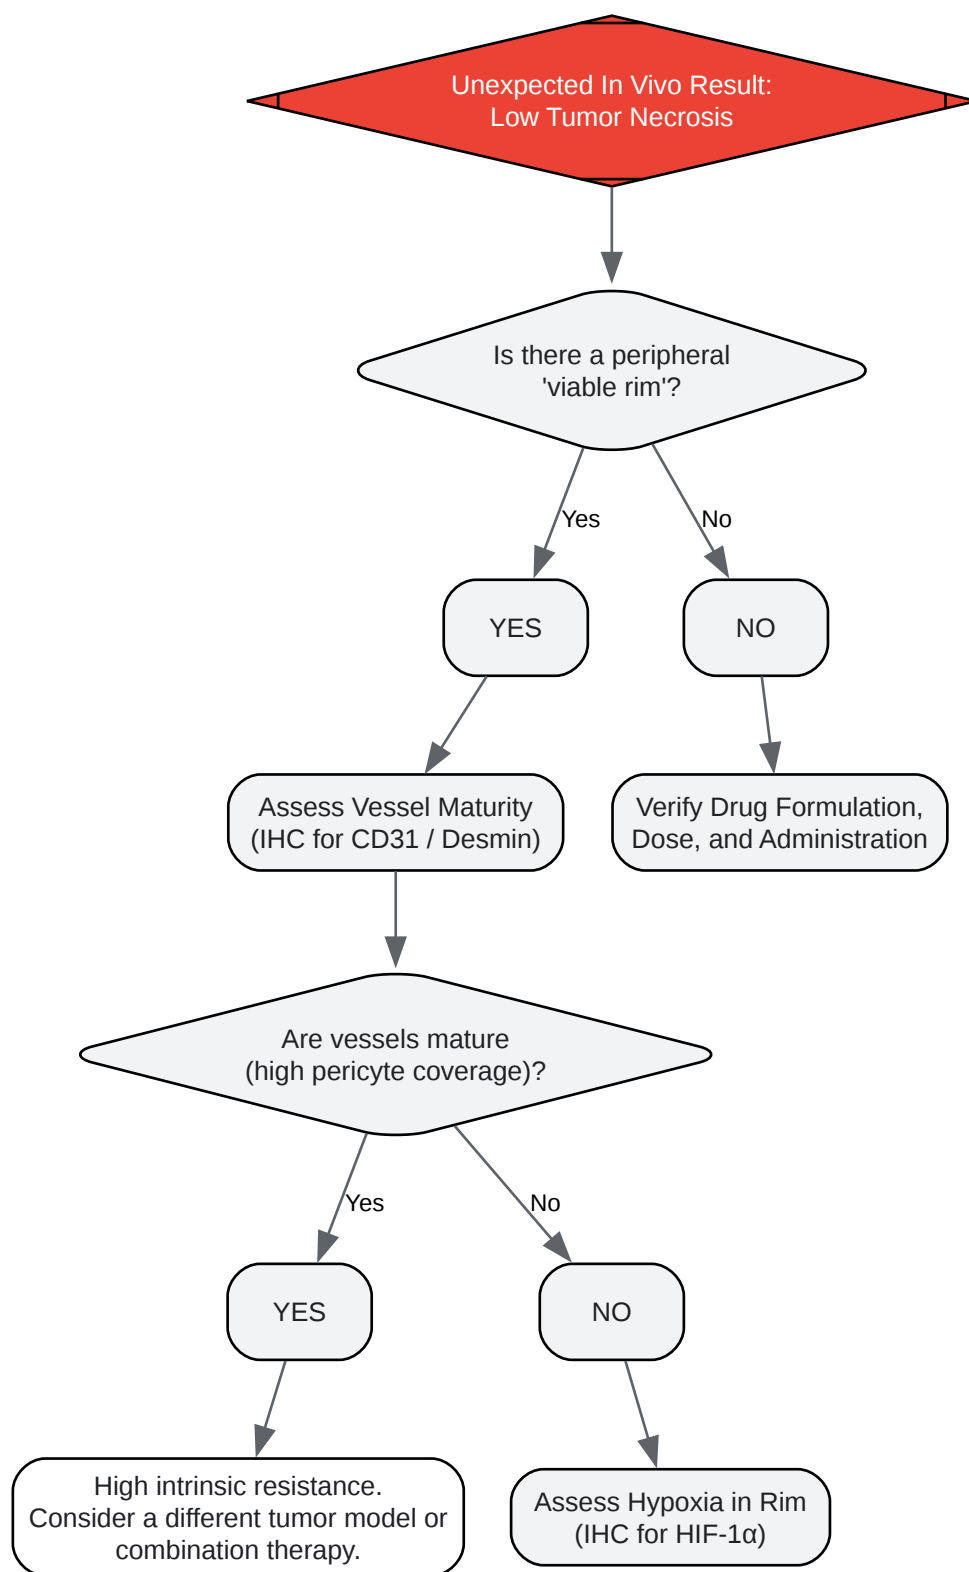 Unexpected In Vivo Result:
Low Tumor Necrosis
Is there a peripheral
'viable rim'?
Yes
No
YES
NO
Assess Vessel Maturity
(IHC for CD31 / Desmin)
Verify Drug Formulation,
Dose, and Administration
Are vessels mature
(high pericyte coverage)?
Yes
No
YES
NO
High intrinsic resistance.
Consider a different tumor model or
combination therapy.
Assess Hypoxia in Rim
(IHC for HIF-1α)